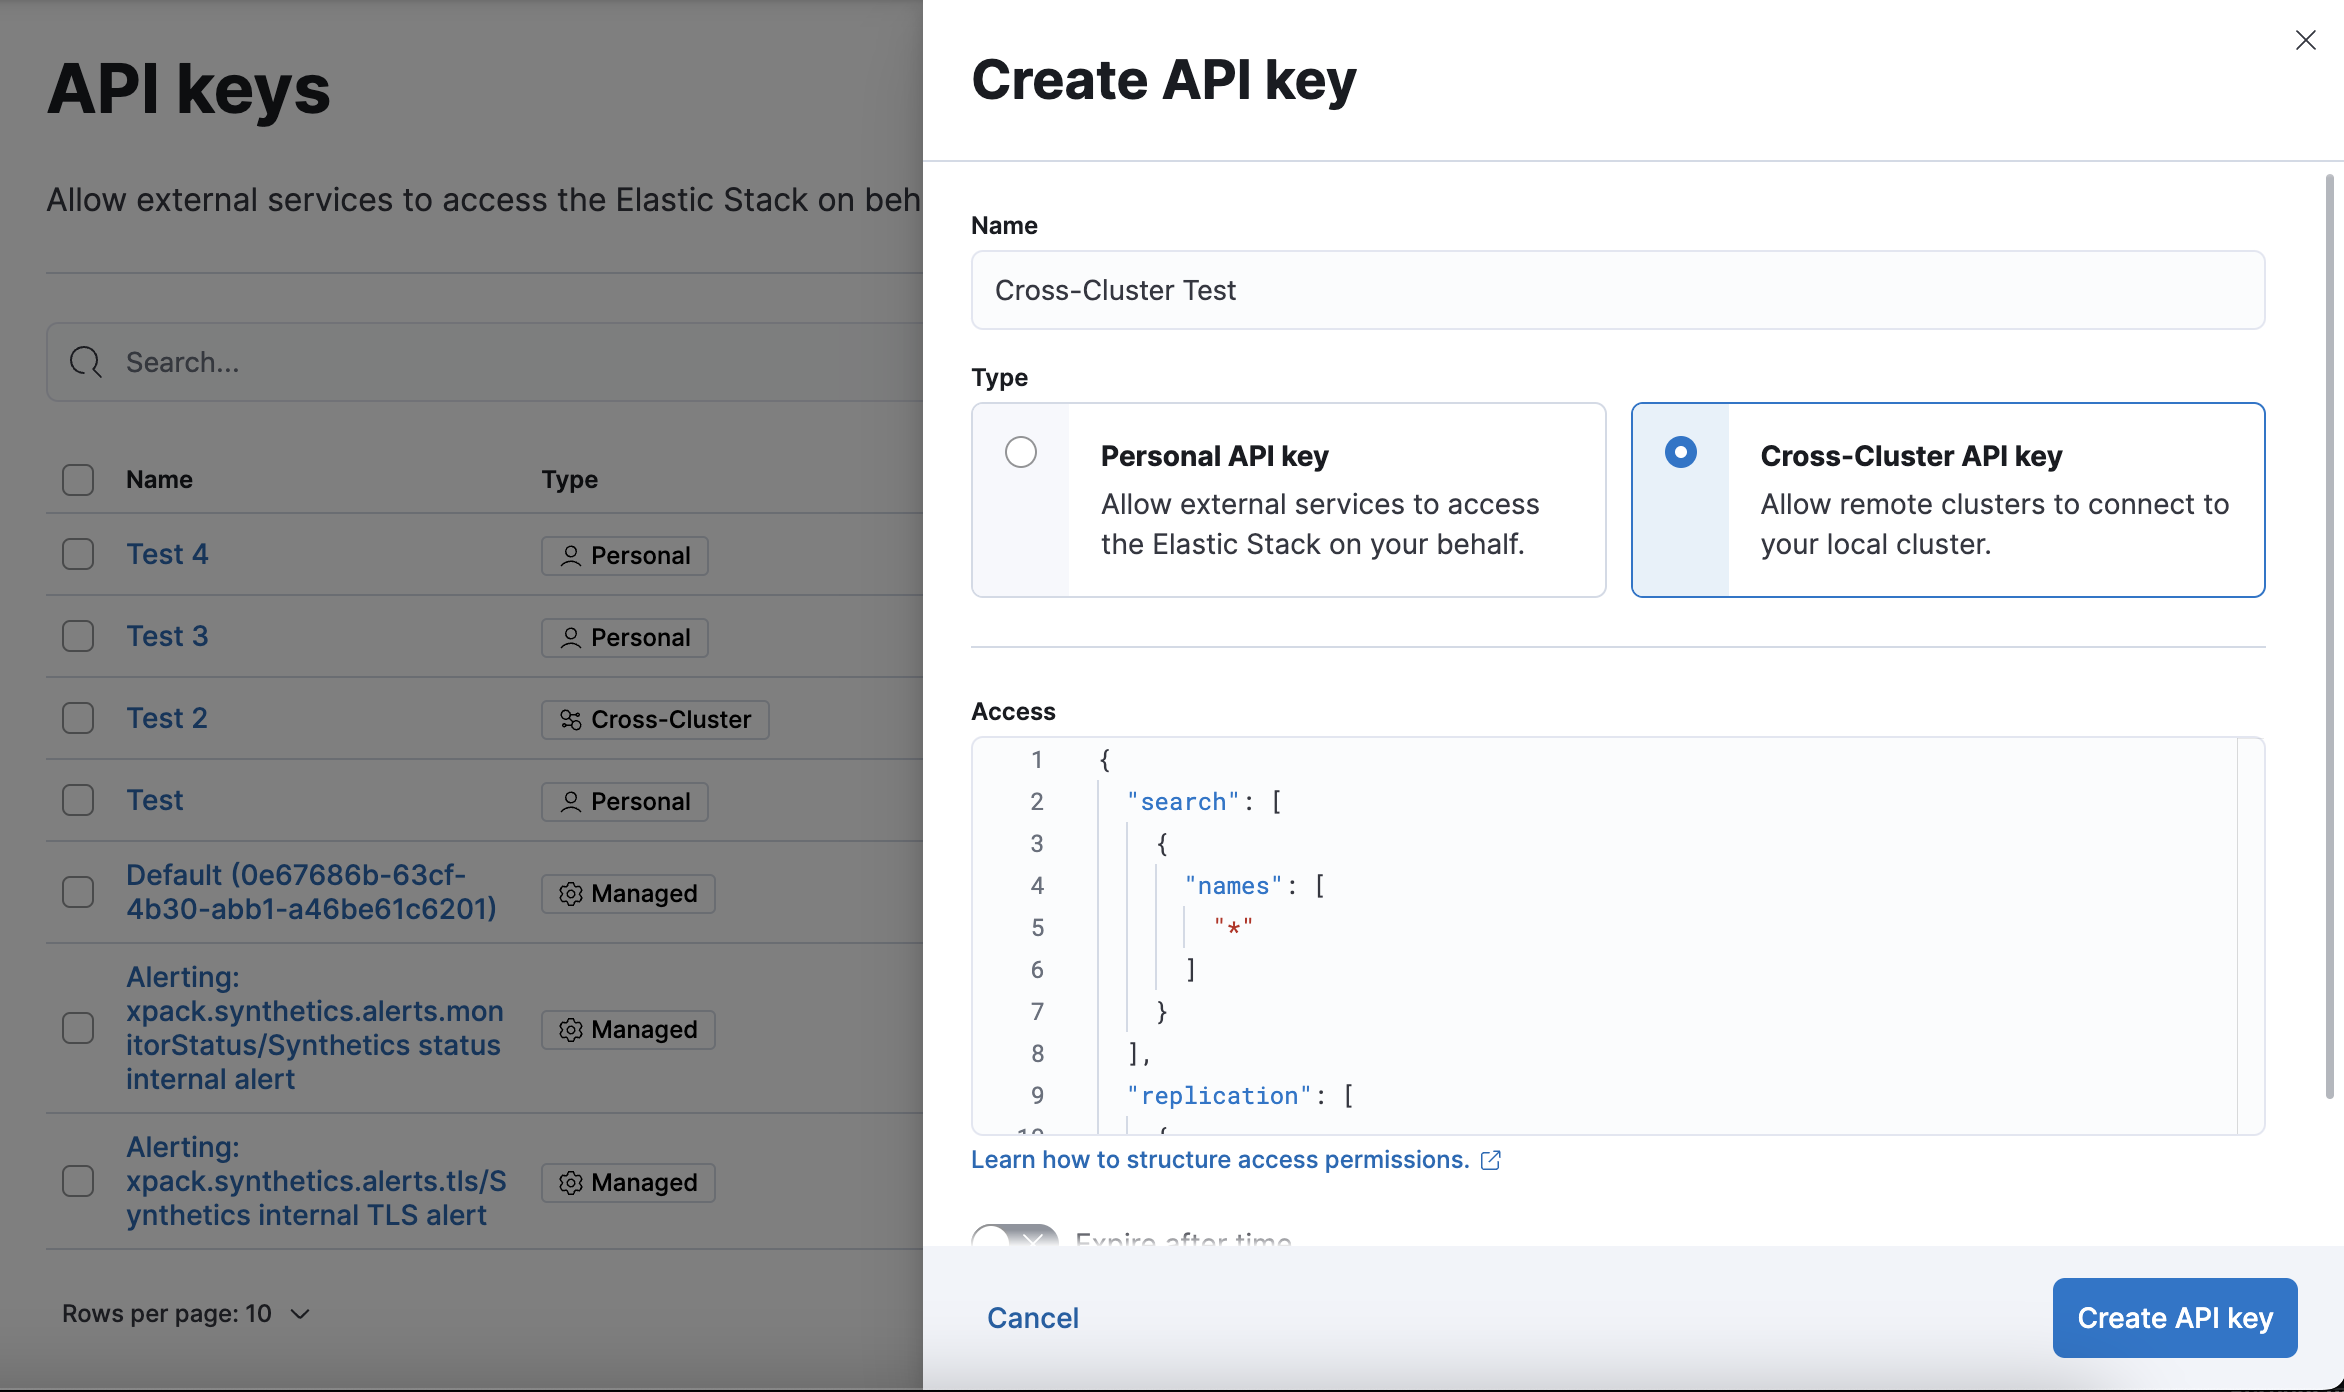 API keys
Allow external services to access the Elastic Stack on beh
Search...
Name Type
Test 4 Personal
Test 3 Personal
Test 2 Cross-Cluster
Test Personal
Default (0e67686b-63cf-
4b30-abb1-a46be61c6201) Managed
Alerting:
xpack.synthetics.alerts.mon
itorStatus/Synthetics status
internal alert
Managed
Alerting:
xpack.synthetics.alerts.tls/S
ynthetics internal TLS alert
Managed
Rows per page: 10
Create API key
Name
Cross-Cluster Test
Type
Personal API key
Allow external services to access
the Elastic Stack on your behalf.
Cross-Cluster API key
Allow remote clusters to connect to
your local cluster.
Access
1 {
2 "search": [
3 {
4 "names": [
5 "*"
6 ]
7 }
8 ],
9 "replication": [
10 {
Learn how to structure access permissions.
Expire after time
Cancel
Create API key